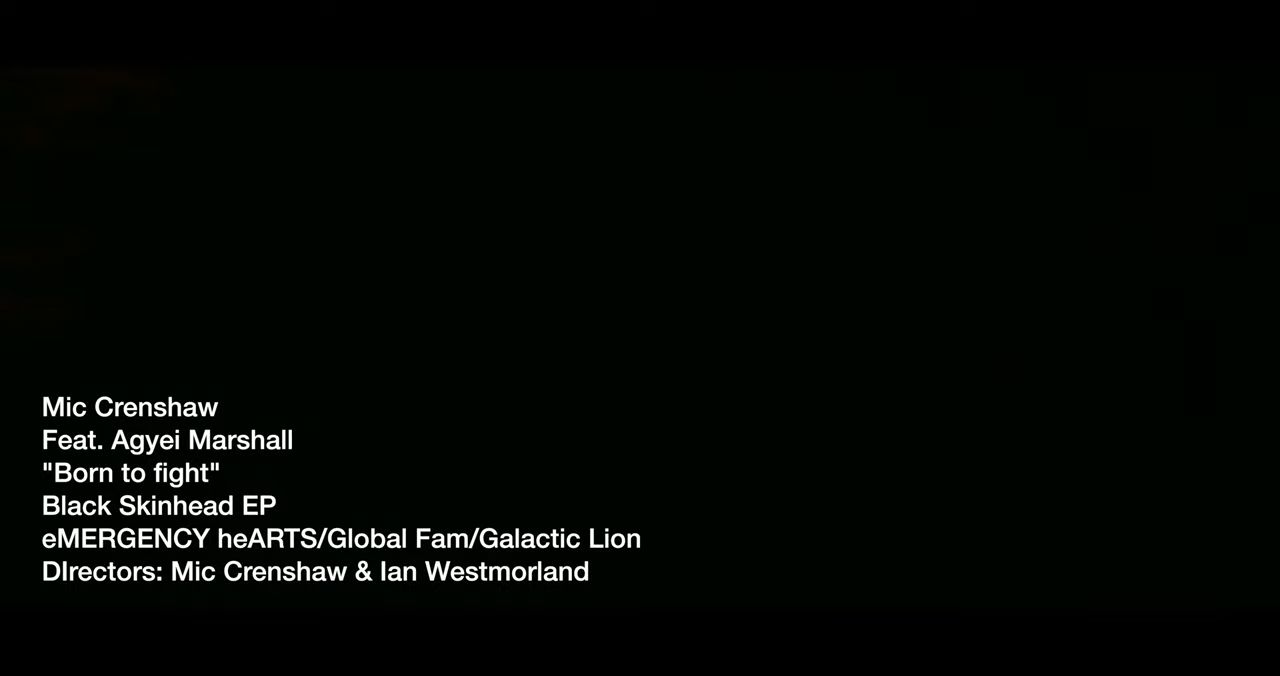 Mic Crenshaw
Feat. Agyei Marshall
"Born to fight"
Black Skinhead EP
eMERGENCY heARTS/Global Fam/Galactic Lion
DIrectors: Mic Crenshaw & Ian Westmorland